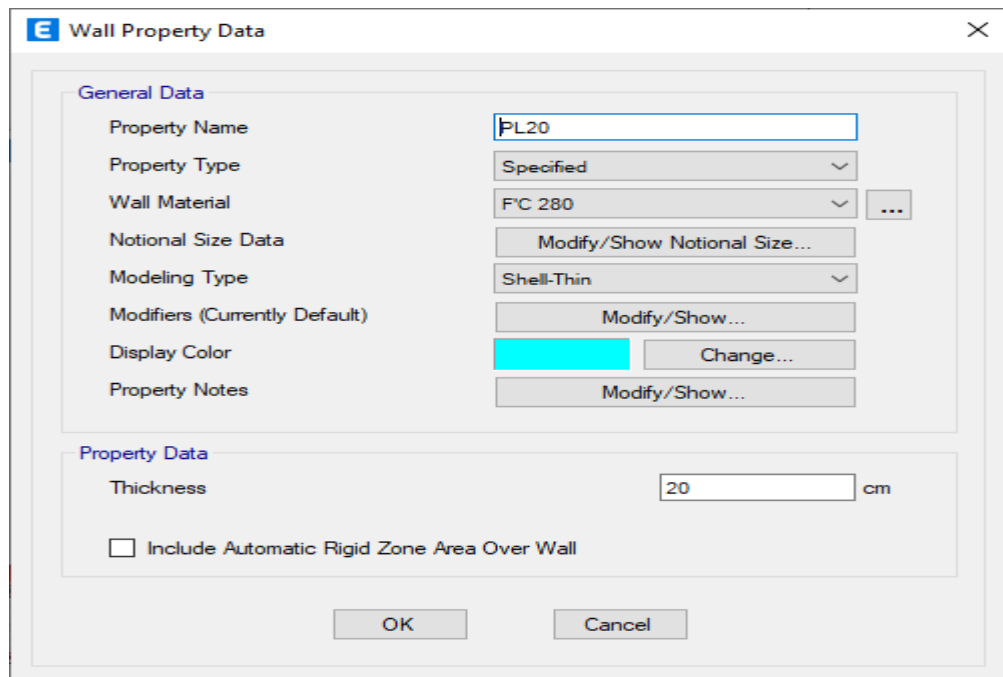 E Wall Property Data
General Data
Property Name PL20
Property Type Specified
Wall Material F'C 280 ...
Notional Size Data Modify/Show Notional Size...
Modeling Type Shell-Thin
Modifiers (Currently Default) Modify/Show...
Display Color Change...
Property Notes Modify/Show...
Property Data
Thickness 20 cm
Include Automatic Rigid Zone Area Over Wall
OK Cancel